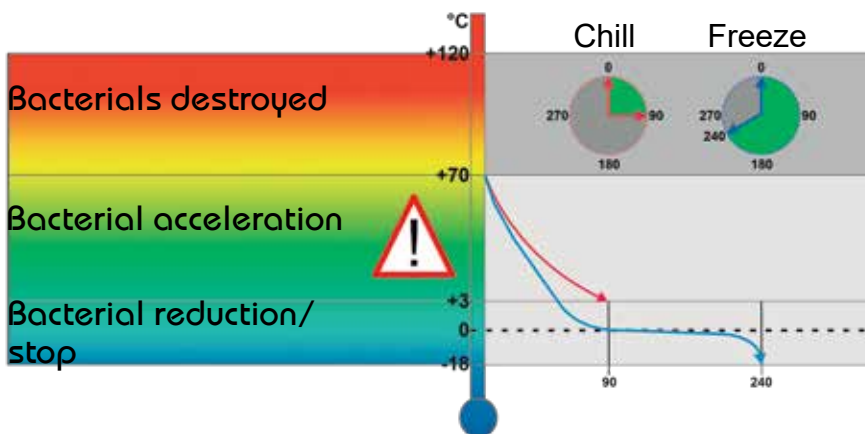 °C
Chill Freeze
+120
0 0
Bacterials destroyed
270 90 270 90
240
180 180
+70
Bacterial acceleration
!
+3
Bacterial reduction/
0
stop
-18
90 240